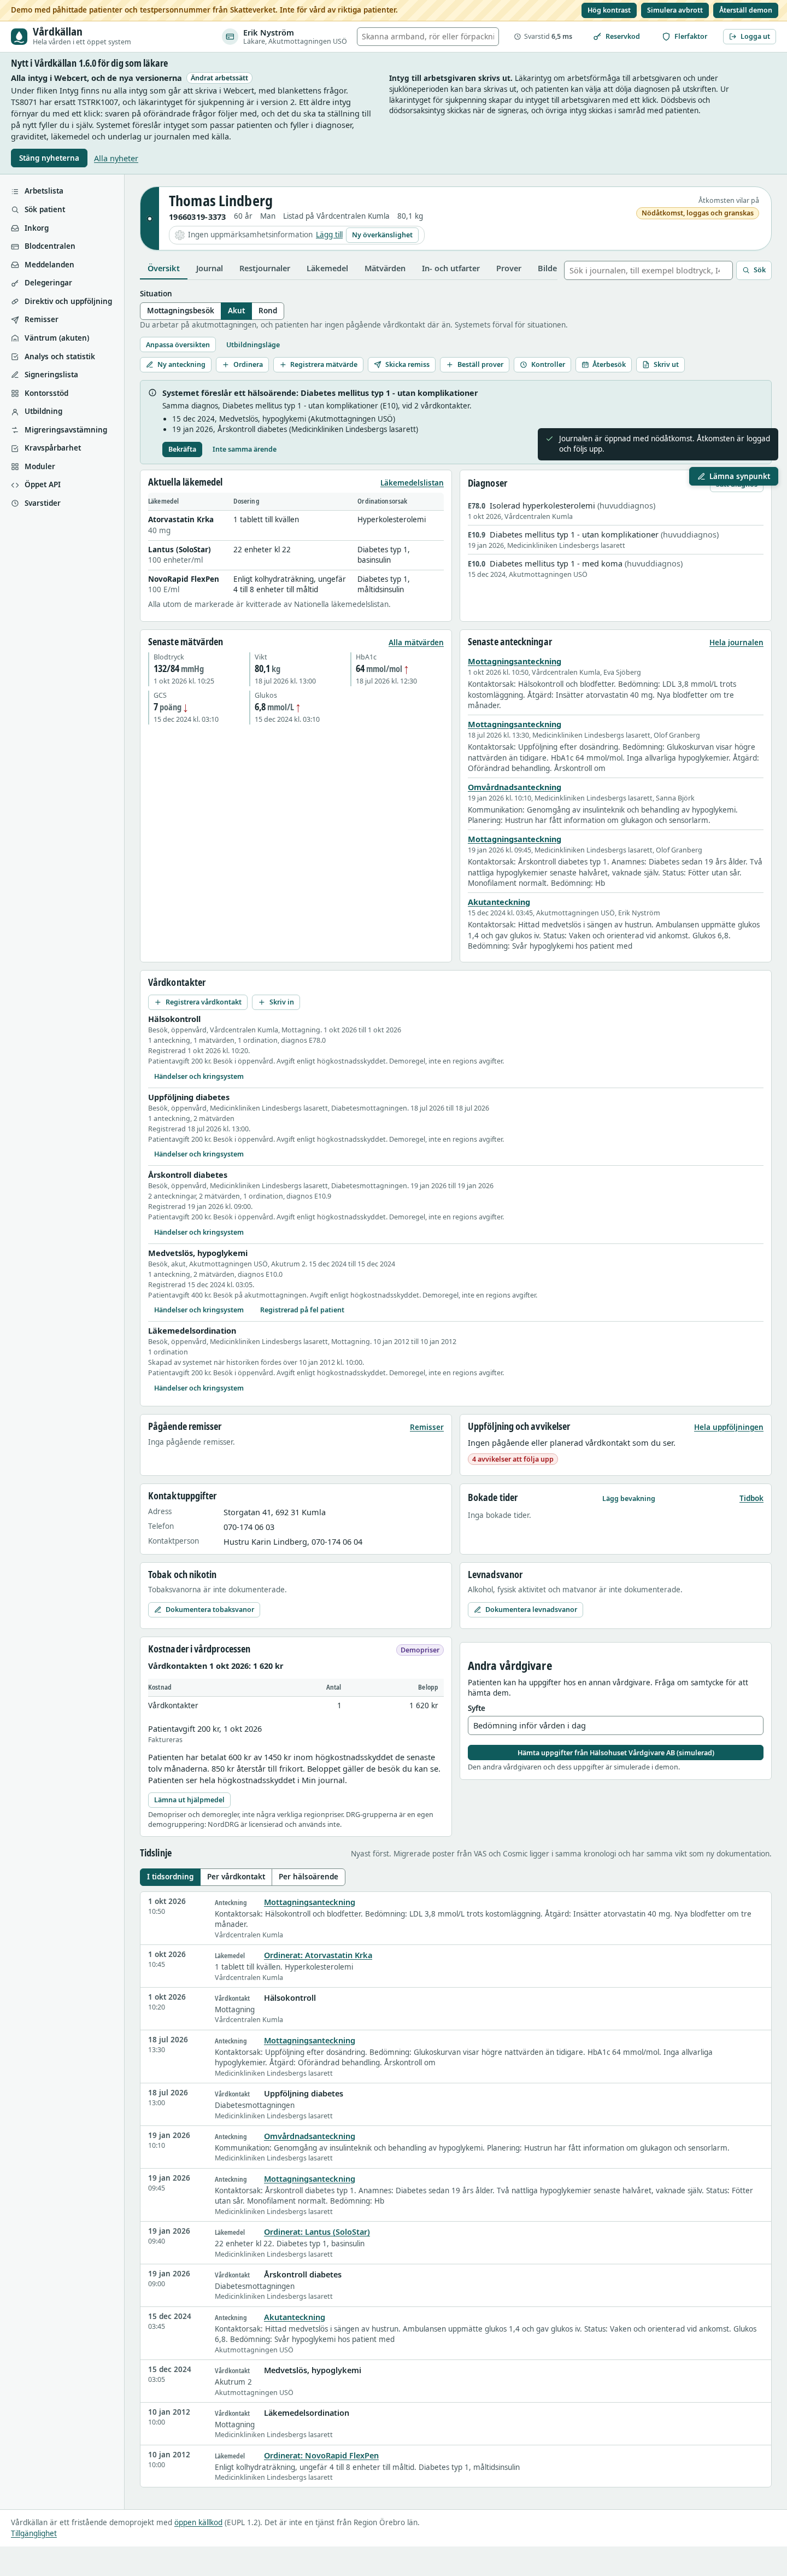 Demo med påhittade patienter och testpersonnummer från Skatteverket. Inte för vård av riktiga patienter.
Hög kontrast
Simulera avbrott
Återställ demon
Vårdkällan
Hela vården i ett öppet system
Erik Nyström
Läkare, Akutmottagningen USÖ
Skanna armband, rör eller förpackni
Svarstid 6,5 ms
Reservkod
Flerfaktor
Logga ut
Nytt i Vårdkällan 1.6.0 för dig som läkare
Alla intyg i Webcert, och de nya versionerna
Ändrat arbetssätt
Under fliken Intyg finns nu alla intyg som går att skriva i Webcert, med blanketternas frågor.
TS8071 har ersatt TSTRK1007, och läkarintyget för sjukpenning är i version 2. Ett äldre intyg
förnyar du med ett klick: svaren på oförändrade frågor följer med, och det du ska ta ställning till
på nytt fyller du i själv. Systemet föreslår intyget som passar patienten och fyller i diagnoser,
graviditet, läkemedel och underlag ur journalen med källa.
Intyg till arbetsgivaren skrivs ut. Läkarintyg om arbetsförmåga till arbetsgivaren och under
sjuklöneperioden kan bara skrivas ut, och patienten kan välja att dölja diagnosen på utskriften. Ur
läkarintyget för sjukpenning skapar du intyget till arbetsgivaren med ett klick. Dödsbevis och
dödsorsaksintyg föreslås när de saknas, och övriga intyg skickas i samråd med patienten.
Stäng nyheterna
Alla nyheter
Arbetslista
Sök patient
Inkorg
Blodcentralen
Meddelanden
Delegeringar
Direktiv och uppföljning
Remisser
Väntrum (akuten)
Analys och statistik
Signeringslista
Kontorsstöd
Utbildning
Migreringsavstämning
Kravspårbarhet
Moduler
Öppet API
Svarstider
Thomas Lindberg
19660319-3373 60 år Man Listad på Vårdcentralen Kumla 80,1 kg
Ingen uppmärksamhetsinformation Lägg till
Ny överkänslighet
Åtkomsten vilar på
Nödåtkomst, loggas och granskas
Översikt
Journal
Restjournaler
Läkemedel
Mätvärden
In- och utfarter
Prover
Bilde
Sök i journalen, till exempel blodtryck,
Sök
Situation
Mottagningsbesök
Akut
Rond
Du arbetar på akutmottagningen, och patienten har ingen pågående vårdkontakt där än. Systemets förval för situationen.
Anpassa översikten
Utbildningsläge
Ny anteckning
Ordinera
Registrera mätvärde
Skicka remiss
Beställ prover
Kontroller
Återbesök
Skriv ut
Systemet föreslår ett hälsoärende: Diabetes mellitus typ 1 - utan komplikationer
Samma diagnos, Diabetes mellitus typ 1 - utan komplikationer (E10), vid 2 vårdkontakter.
15 dec 2024, Medvetslös, hypoglykemi (Akutmottagningen USÖ)
19 jan 2026, Årskontroll diabetes (Medicinkliniken Lindesbergs lasarett)
Bekräfta
Inte samma ärende
Journalen är öppnad med nödåtkomst. Åtkomsten är loggad
och följs upp.
Lämna synpunkt
Aktuella läkemedel
Läkemedelslistan
Läkemedel Dosering Ordinationsorsak
Atorvastatin Krka 1 tablett till kvällen Hyperkolesterolemi
40 mg
Lantus (SoloStar) 22 enheter kl 22 Diabetes typ 1,
100 enheter/ml basinsulin
NovoRapid FlexPen Enligt kolhydraträkning, ungefär Diabetes typ 1,
100 E/ml 4 till 8 enheter till måltid måltidsinsulin
Alla utom de markerade är kvitterade av Nationella läkemedelslistan.
Diagnoser
E78.0 Isolerad hyperkolesterolemi (huvuddiagnos)
1 okt 2026, Vårdcentralen Kumla
E10.9 Diabetes mellitus typ 1 - utan komplikationer (huvuddiagnos)
19 jan 2026, Medicinkliniken Lindesbergs lasarett
E10.0 Diabetes mellitus typ 1 - med koma (huvuddiagnos)
15 dec 2024, Akutmottagningen USÖ
Senaste mätvärden
Alla mätvärden
Blodtryck Vikt HbA1c
132/84 mmHg 80,1 kg 64 mmol/mol ↑
1 okt 2026 kl. 10:25 18 jul 2026 kl. 13:00 18 jul 2026 kl. 12:30
GCS Glukos
7 poäng ↓ 6,8 mmol/L ↑
15 dec 2024 kl. 03:10 15 dec 2024 kl. 03:10
Senaste anteckningar
Hela journalen
Mottagningsanteckning
1 okt 2026 kl. 10:50, Vårdcentralen Kumla, Eva Sjöberg
Kontaktorsak: Hälsokontroll och blodfetter. Bedömning: LDL 3,8 mmol/L trots
kostomläggning. Åtgärd: Insätter atorvastatin 40 mg. Nya blodfetter om tre
månader.
Mottagningsanteckning
18 jul 2026 kl. 13:30, Medicinkliniken Lindesbergs lasarett, Olof Granberg
Kontaktorsak: Uppföljning efter dosändring. Bedömning: Glukoskurvan visar högre
nattvärden än tidigare. HbA1c 64 mmol/mol. Inga allvarliga hypoglykemier. Åtgärd:
Oförändrad behandling. Årskontroll om
Omvårdnadsanteckning
19 jan 2026 kl. 10:10, Medicinkliniken Lindesbergs lasarett, Sanna Björk
Kommunikation: Genomgång av insulinteknik och behandling av hypoglykemi.
Planering: Hustrun har fått information om glukagon och sensorlarm.
Mottagningsanteckning
19 jan 2026 kl. 09:45, Medicinkliniken Lindesbergs lasarett, Olof Granberg
Kontaktorsak: Årskontroll diabetes typ 1. Anamnes: Diabetes sedan 19 års ålder. Två
nattliga hypoglykemier senaste halvåret, vaknade själv. Status: Fötter utan sår.
Monofilament normalt. Bedömning: Hb
Akutanteckning
15 dec 2024 kl. 03:45, Akutmottagningen USÖ, Erik Nyström
Kontaktorsak: Hittad medvetslös i sängen av hustrun. Ambulansen uppmätte glukos
1,4 och gav glukos iv. Status: Vaken och orienterad vid ankomst. Glukos 6,8.
Bedömning: Svår hypoglykemi hos patient med
Vårdkontakter
Registrera vårdkontakt
Skriv in
Hälsokontroll
Besök, öppenvård, Vårdcentralen Kumla, Mottagning. 1 okt 2026 till 1 okt 2026
1 anteckning, 1 mätvärden, 1 ordination, diagnos E78.0
Registrerad 1 okt 2026 kl. 10:20.
Patientavgift 200 kr. Besök i öppenvård. Avgift enligt högkostnadsskyddet. Demoregel, inte en regions avgifter.
Händelser och kringsystem
Uppföljning diabetes
Besök, öppenvård, Medicinkliniken Lindesbergs lasarett, Diabetesmottagningen. 18 jul 2026 till 18 jul 2026
1 anteckning, 2 mätvärden
Registrerad 18 jul 2026 kl. 13:00.
Patientavgift 200 kr. Besök i öppenvård. Avgift enligt högkostnadsskyddet. Demoregel, inte en regions avgifter.
Händelser och kringsystem
Årskontroll diabetes
Besök, öppenvård, Medicinkliniken Lindesbergs lasarett, Diabetesmottagningen. 19 jan 2026 till 19 jan 2026
2 anteckningar, 2 mätvärden, 1 ordination, diagnos E10.9
Registrerad 19 jan 2026 kl. 09:00.
Patientavgift 200 kr. Besök i öppenvård. Avgift enligt högkostnadsskyddet. Demoregel, inte en regions avgifter.
Händelser och kringsystem
Medvetslös, hypoglykemi
Besök, akut, Akutmottagningen USÖ, Akutrum 2. 15 dec 2024 till 15 dec 2024
1 anteckning, 2 mätvärden, diagnos E10.0
Registrerad 15 dec 2024 kl. 03:05.
Patientavgift 400 kr. Besök på akutmottagningen. Avgift enligt högkostnadsskyddet. Demoregel, inte en regions avgifter.
Händelser och kringsystem
Registrerad på fel patient
Läkemedelsordination
Besök, öppenvård, Medicinkliniken Lindesbergs lasarett, Mottagning. 10 jan 2012 till 10 jan 2012
1 ordination
Skapad av systemet när historiken fördes över 10 jan 2012 kl. 10:00.
Patientavgift 200 kr. Besök i öppenvård. Avgift enligt högkostnadsskyddet. Demoregel, inte en regions avgifter.
Händelser och kringsystem
Pågående remisser
Remisser
Inga pågående remisser.
Uppföljning och avvikelser
Hela uppföljningen
Ingen pågående eller planerad vårdkontakt som du ser.
4 avvikelser att följa upp
Kontaktuppgifter
Adress Storgatan 41, 692 31 Kumla
Telefon 070-174 06 03
Kontaktperson Hustru Karin Lindberg, 070-174 06 04
Bokade tider
Lägg bevakning
Tidbok
Inga bokade tider.
Tobak och nikotin
Tobaksvanorna är inte dokumenterade.
Dokumentera tobaksvanor
Levnadsvanor
Alkohol, fysisk aktivitet och matvanor är inte dokumenterade.
Dokumentera levnadsvanor
Kostnader i vårdprocessen
Demopriser
Vårdkontakten 1 okt 2026: 1 620 kr
Kostnad Antal Belopp
Vårdkontakter 1 1 620 kr
Patientavgift 200 kr, 1 okt 2026
Faktureras
Patienten har betalat 600 kr av 1450 kr inom högkostnadsskyddet de senaste
tolv månaderna. 850 kr återstår till frikort. Beloppet gäller de besök du kan se.
Patienten ser hela högkostnadsskyddet i Min journal.
Lämna ut hjälpmedel
Demopriser och demoregler, inte några verkliga regionpriser. DRG-grupperna är en egen
demogruppering: NordDRG är licensierad och används inte.
Andra vårdgivare
Patienten kan ha uppgifter hos en annan vårdgivare. Fråga om samtycke för att
hämta dem.
Syfte
Bedömning inför vården i dag
Hämta uppgifter från Hälsohuset Vårdgivare AB (simulerad)
Den andra vårdgivaren och dess uppgifter är simulerade i demon.
Tidslinje
Nyast först. Migrerade poster från VAS och Cosmic ligger i samma kronologi och har samma vikt som ny dokumentation.
I tidsordning
Per vårdkontakt
Per hälsoärende
1 okt 2026 Anteckning Mottagningsanteckning
10:50 Kontaktorsak: Hälsokontroll och blodfetter. Bedömning: LDL 3,8 mmol/L trots kostomläggning. Åtgärd: Insätter atorvastatin 40 mg. Nya blodfetter om tre
månader.
Vårdcentralen Kumla
1 okt 2026 Läkemedel Ordinerat: Atorvastatin Krka
10:45 1 tablett till kvällen. Hyperkolesterolemi
Vårdcentralen Kumla
1 okt 2026 Vårdkontakt Hälsokontroll
10:20 Mottagning
Vårdcentralen Kumla
18 jul 2026 Anteckning Mottagningsanteckning
13:30 Kontaktorsak: Uppföljning efter dosändring. Bedömning: Glukoskurvan visar högre nattvärden än tidigare. HbA1c 64 mmol/mol. Inga allvarliga
hypoglykemier. Åtgärd: Oförändrad behandling. Årskontroll om
Medicinkliniken Lindesbergs lasarett
18 jul 2026 Vårdkontakt Uppföljning diabetes
13:00 Diabetesmottagningen
Medicinkliniken Lindesbergs lasarett
19 jan 2026 Anteckning Omvårdnadsanteckning
10:10 Kommunikation: Genomgång av insulinteknik och behandling av hypoglykemi. Planering: Hustrun har fått information om glukagon och sensorlarm.
Medicinkliniken Lindesbergs lasarett
19 jan 2026 Anteckning Mottagningsanteckning
09:45 Kontaktorsak: Årskontroll diabetes typ 1. Anamnes: Diabetes sedan 19 års ålder. Två nattliga hypoglykemier senaste halvåret, vaknade själv. Status: Fötter
utan sår. Monofilament normalt. Bedömning: Hb
Medicinkliniken Lindesbergs lasarett
19 jan 2026 Läkemedel Ordinerat: Lantus (SoloStar)
09:40 22 enheter kl 22. Diabetes typ 1, basinsulin
Medicinkliniken Lindesbergs lasarett
19 jan 2026 Vårdkontakt Årskontroll diabetes
09:00 Diabetesmottagningen
Medicinkliniken Lindesbergs lasarett
15 dec 2024 Anteckning Akutanteckning
03:45 Kontaktorsak: Hittad medvetslös i sängen av hustrun. Ambulansen uppmätte glukos 1,4 och gav glukos iv. Status: Vaken och orienterad vid ankomst. Glukos
6,8. Bedömning: Svår hypoglykemi hos patient med
Akutmottagningen USÖ
15 dec 2024 Vårdkontakt Medvetslös, hypoglykemi
03:05 Akutrum 2
Akutmottagningen USÖ
10 jan 2012 Vårdkontakt Läkemedelsordination
10:00 Mottagning
Medicinkliniken Lindesbergs lasarett
10 jan 2012 Läkemedel Ordinerat: NovoRapid FlexPen
10:00 Enligt kolhydraträkning, ungefär 4 till 8 enheter till måltid. Diabetes typ 1, måltidsinsulin
Medicinkliniken Lindesbergs lasarett
Vårdkällan är ett fristående demoprojekt med öppen källkod (EUPL 1.2). Det är inte en tjänst från Region Örebro län.
Tillgänglighet